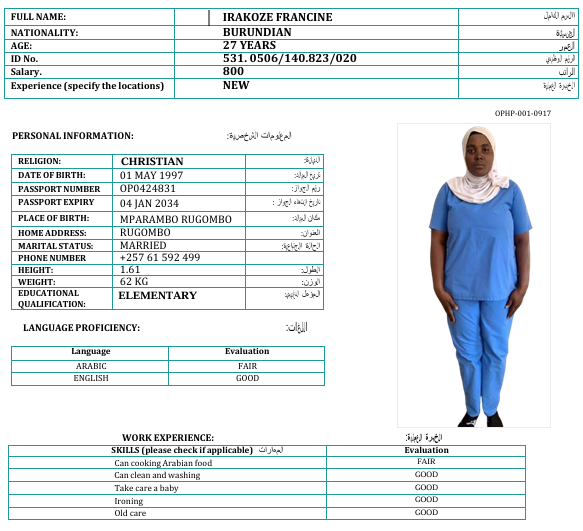 FULL NAME: IRAKOZE FRANCINE الاسم الكامل
NATIONALITY: BURUNDIAN الجنسية
AGE: 27 YEARS العمر
ID No. 531. 0506/140.823/020 الرقم الوطني
Salary. 800 الراتب
Experience (specify the locations) NEW الخبرة العملية
OPHP-001-0917
PERSONAL INFORMATION: المعلومات الشخصية:
RELIGION: CHRISTIAN الديانة:
DATE OF BIRTH: 01 MAY 1997 تاريخ الميلاد:
PASSPORT NUMBER OP0424831 رقم الجواز:
PASSPORT EXPIRY 04 JAN 2034 تاريخ انتهاء الجواز :
PLACE OF BIRTH: MPARAMBO RUGOMBO مكان الميلاد:
HOME ADDRESS: RUGOMBO العنوان:
MARITAL STATUS: MARRIED الحالة الاجتماعية:
PHONE NUMBER +257 61 592 499
HEIGHT: 1.61 الطول:
WEIGHT: 62 KG الوزن:
EDUCATIONAL QUALIFICATION: ELEMENTARY المؤهل العلمي:
LANGUAGE PROFICIENCY: اللغات:
Language Evaluation
ARABIC FAIR
ENGLISH GOOD
WORK EXPERIENCE: الخبرة العملية:
SKILLS (please check if applicable) المهارات Evaluation
Can cooking Arabian food FAIR
Can clean and washing GOOD
Take care a baby GOOD
Ironing GOOD
Old care GOOD